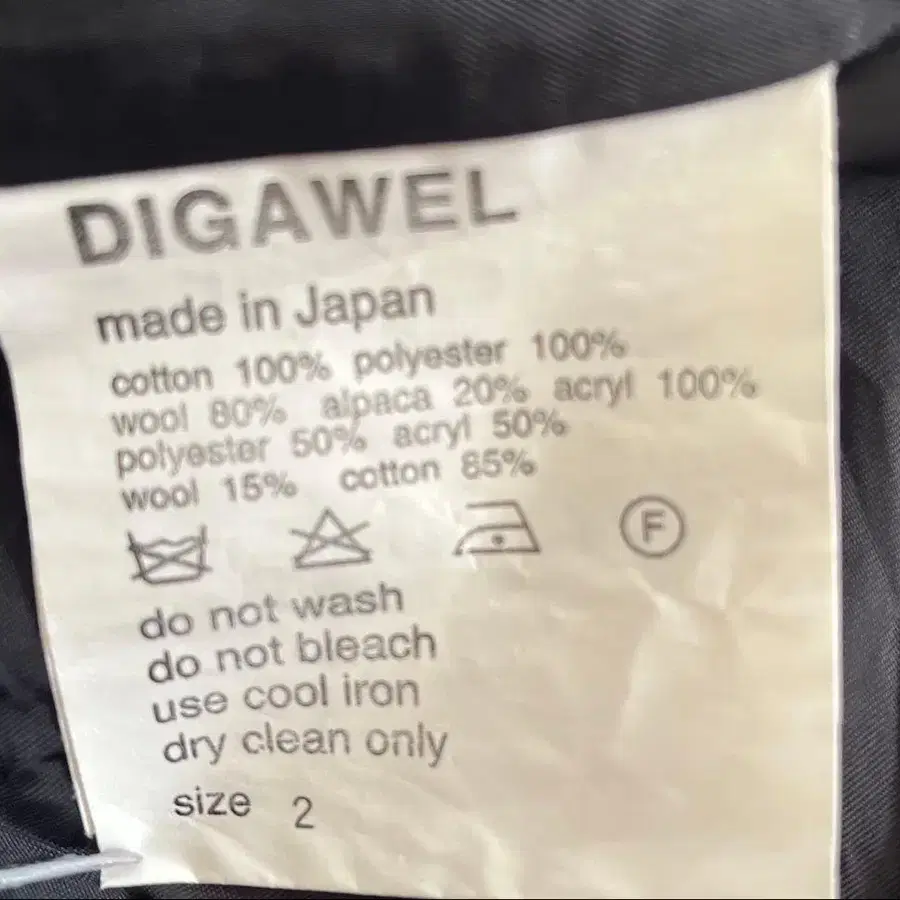 DIGAWEL
made in Japan
cotton 100% polyester 100%
wool 80% alpaca 20% acryl 100%
polyester 50% acryl 50%
wool 15% cotton 85%
F
do not wash
do not bleach
use cool iron
dry clean only
size 2